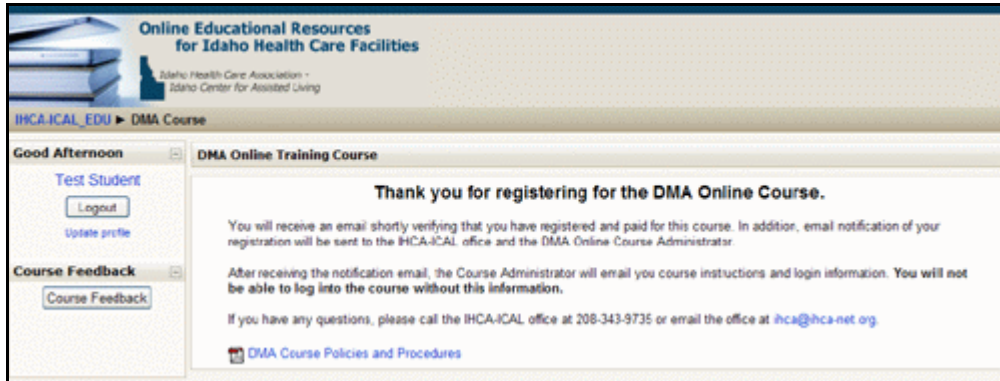 Online Educational Resources
for Idaho Health Care Facilities
Idaho Health Care Association -
Idaho Center for Assisted Living
IHCA-ICAL_EDU ► DMA Course
Good Afternoon
Test Student
Logout
Update profile
Course Feedback
Course Feedback
DMA Online Training Course
Thank you for registering for the DMA Online Course.
You will receive an email shortly verifying that you have registered and paid for this course. In addition, email notification of your
registration will be sent to the IHCA-ICAL office and the DMA Online Course Administrator.
After receiving the notification email, the Course Administrator will email you course instructions and login information. You will not
be able to log into the course without this information.
If you have any questions, please call the IHCA-ICAL office at 208-343-9735 or email the office at ihca@ihca-net.org.
DMA Course Policies and Procedures